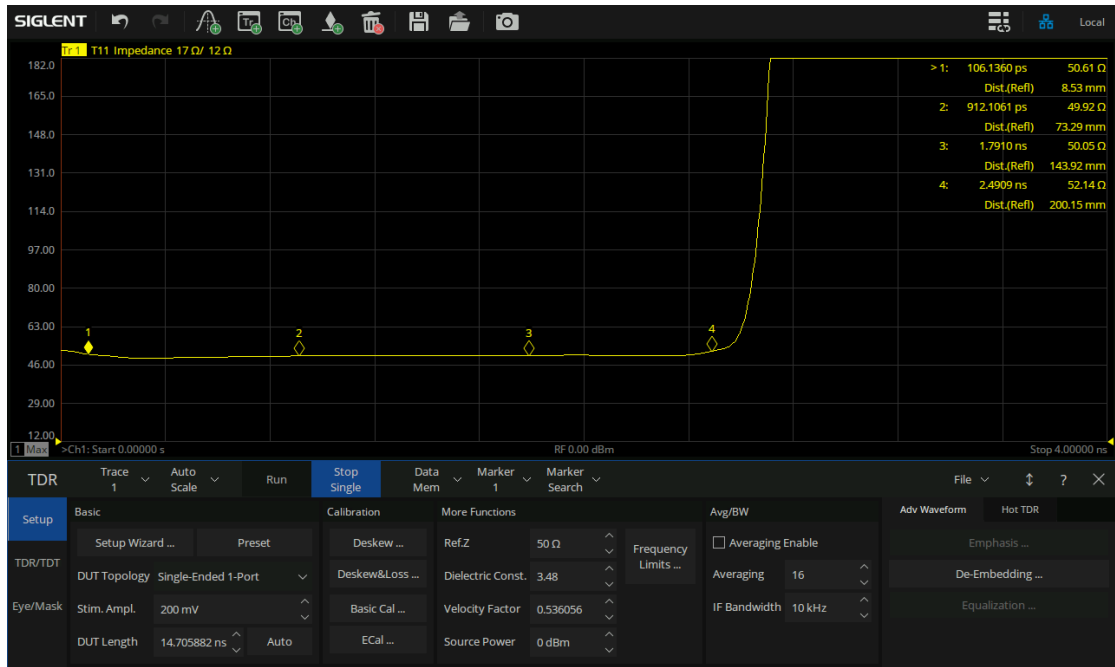 SIGLENT Tr Ch Local
Tr 1 T11 Impedance 17 Ω/ 12 Ω
182.0
165.0
148.0
131.0
114.0
97.00
80.00
63.00
46.00
29.00
12.00
> 1: 106.1360 ps 50.61 Ω
Dist.(Refl) 8.53 mm
2: 912.1061 ps 49.92 Ω
Dist.(Refl) 73.29 mm
3: 1.7910 ns 50.05 Ω
Dist.(Refl) 143.92 mm
4: 2.4909 ns 52.14 Ω
Dist.(Refl) 200.15 mm
1 2 3 4
1 Max >Ch1: Start 0.00000 s RF 0.00 dBm Stop 4.00000 ns
TDR Trace 1 Auto Scale Run Stop Single Data Mem Marker 1 Marker Search File ?
Setup Basic Calibration More Functions Avg/BW Adv Waveform Hot TDR
Setup Wizard ... Preset Deskew ... Ref.Z 50 Ω Frequency Limits ... Averaging Enable Emphasis ...
TDR/TDT DUT Topology Single-Ended 1-Port Deskew&Loss ... Dielectric Const. 3.48 Averaging 16 De-Embedding ...
Eye/Mask Stim. Ampl. 200 mV Basic Cal ... Velocity Factor 0.536056 IF Bandwidth 10 kHz Equalization ...
DUT Length 14.705882 ns Auto ECal ... Source Power 0 dBm